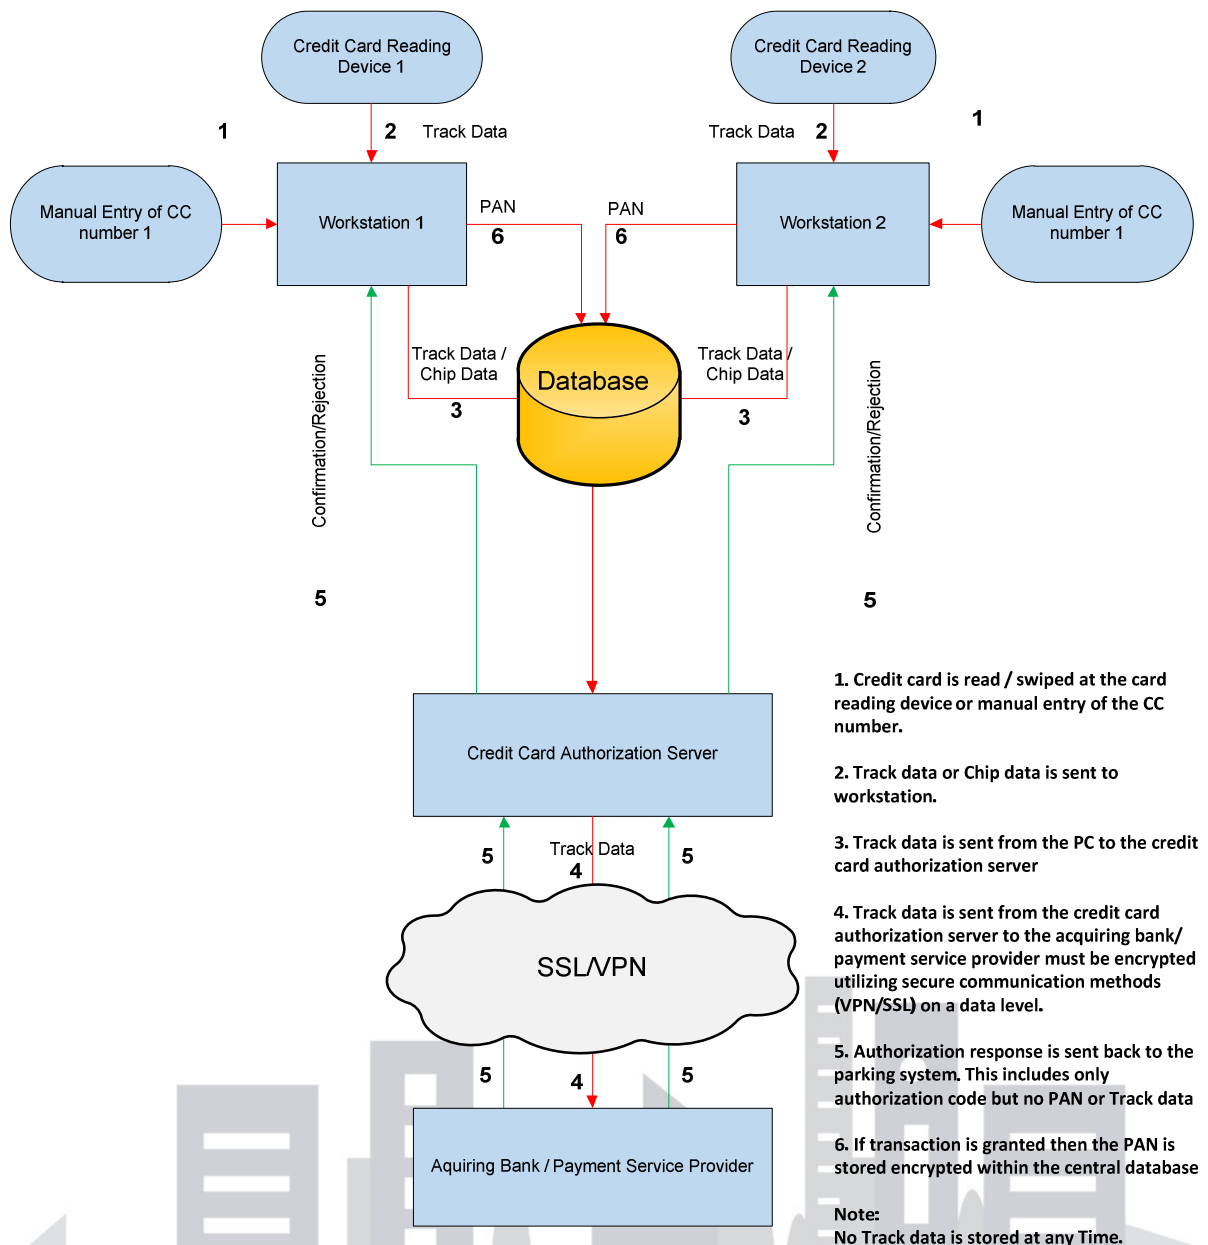 Credit Card Reading
Device 1
Credit Card Reading
Device 2
1
2
Track Data
Track Data
2
1
Manual Entry of CC
number 1
Workstation 1
PAN
6
PAN
6
Workstation 2
Manual Entry of CC
number 1
Track Data /
Chip Data
3
Database
Track Data /
Chip Data
3
Confirmation/Rejection
Confirmation/Rejection
5
5
Credit Card Authorization Server
5
Track Data
4
5
SSL/VPN
5
4
5
Aquiring Bank / Payment Service Provider
1. Credit card is read / swiped at the card
reading device or manual entry of the CC
number.
2. Track data or Chip data is sent to
workstation.
3. Track data is sent from the PC to the credit
card authorization server
4. Track data is sent from the credit card
authorization server to the acquiring bank/
payment service provider must be encrypted
utilizing secure communication methods
(VPN/SSL) on a data level.
5. Authorization response is sent back to the
parking system. This includes only
authorization code but no PAN or Track data
6. If transaction is granted then the PAN is
stored encrypted within the central database
Note:
No Track data is stored at any Time.